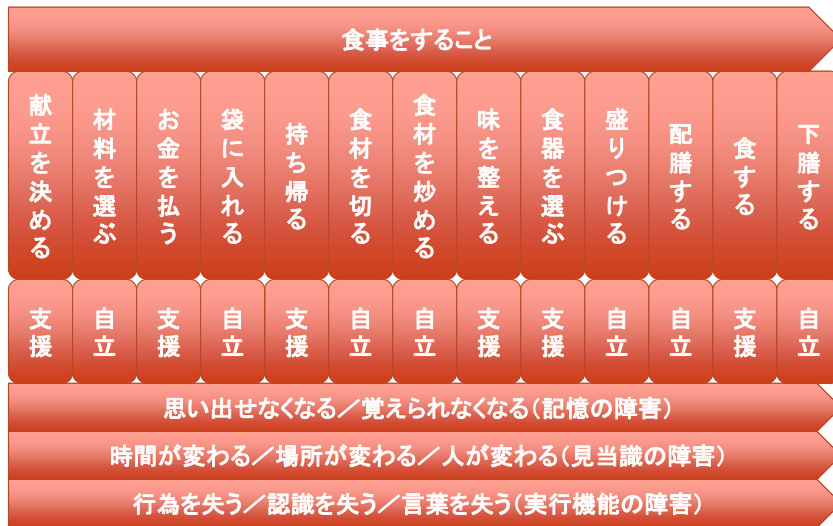 食事をすること
献立を決める
材料を選ぶ
お金を払う
袋に入れる
持ち帰る
食材を切る
食材を炒める
味を整える
食器を選ぶ
盛りつける
配膳する
食する
下膳する
支援
自立
支援
自立
支援
自立
自立
支援
支援
自立
自立
支援
自立
思い出せなくなる／覚えられなくなる（記憶の障害）
時間が変わる／場所が変わる／人が変わる（見当識の障害）
行為を失う／認識を失う／言葉を失う（実行機能の障害）